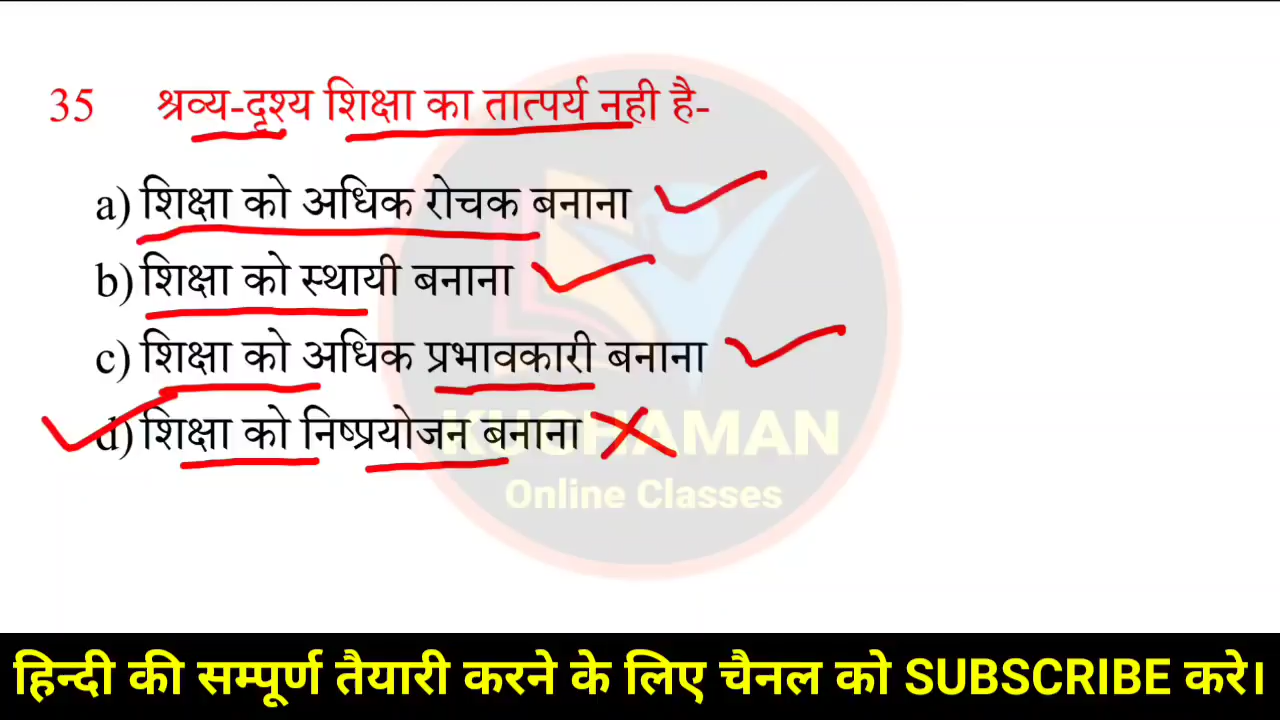 35 श्रव्य-दृश्य शिक्षा का तात्पर्य नही है-
a) शिक्षा को अधिक रोचक बनाना
b) शिक्षा को स्थायी बनाना
c) शिक्षा को अधिक प्रभावकारी बनाना
d) शिक्षा को निष्प्रयोजन बनाना
KUCHAMAN
Online Classes
हिन्दी की सम्पूर्ण तैयारी करने के लिए चैनल को SUBSCRIBE करे।